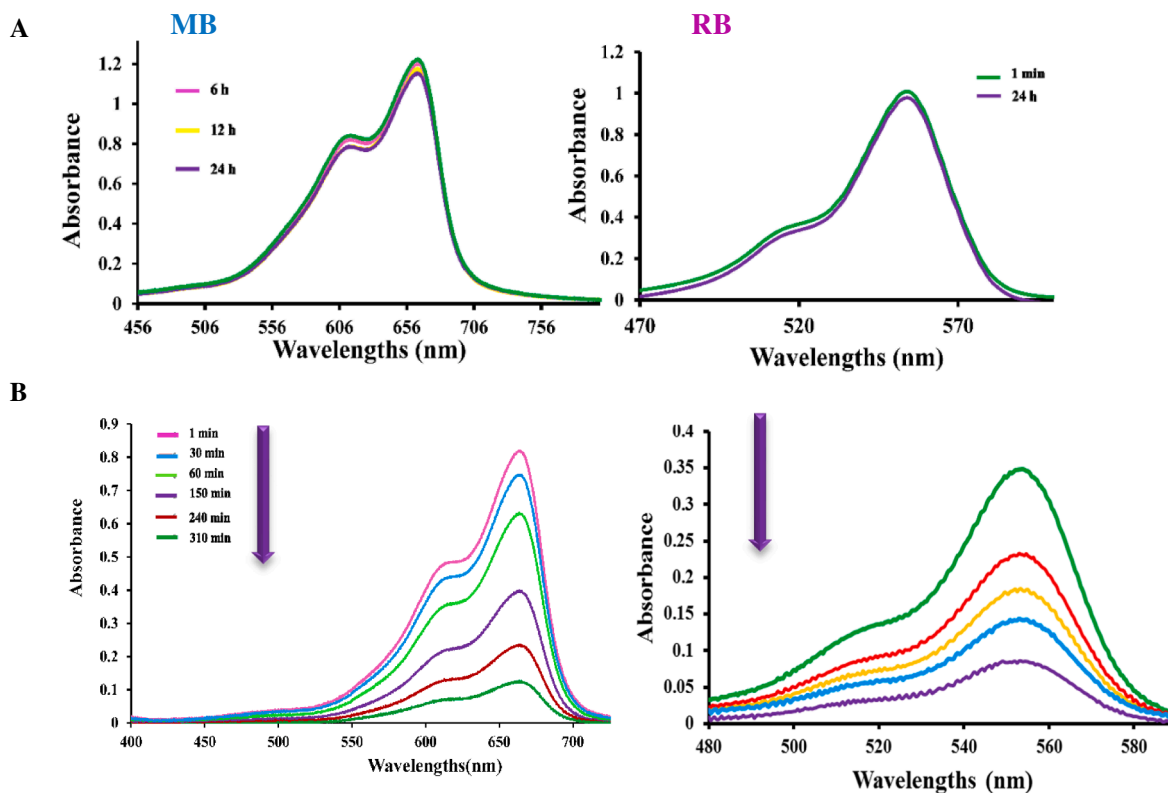 A
MB
RB
1.2
1
0.8
0.6
0.4
0.2
0
Absorbance
6 h
12 h
24 h
456 506 556 606 656 706 756
Wavelengths (nm)
1.2
1
0.8
0.6
0.4
0.2
0
Absorbance
1 min
24 h
470 520 570
Wavelengths (nm)
B
0.9
0.8
0.7
0.6
0.5
0.4
0.3
0.2
0.1
0
Absorbance
1 min
30 min
60 min
150 min
240 min
310 min
400 450 500 550 600 650 700
Wavelengths(nm)
0.4
0.35
0.3
0.25
0.2
0.15
0.1
0.05
0
Absorbance
480 500 520 540 560 580
Wavelengths (nm)